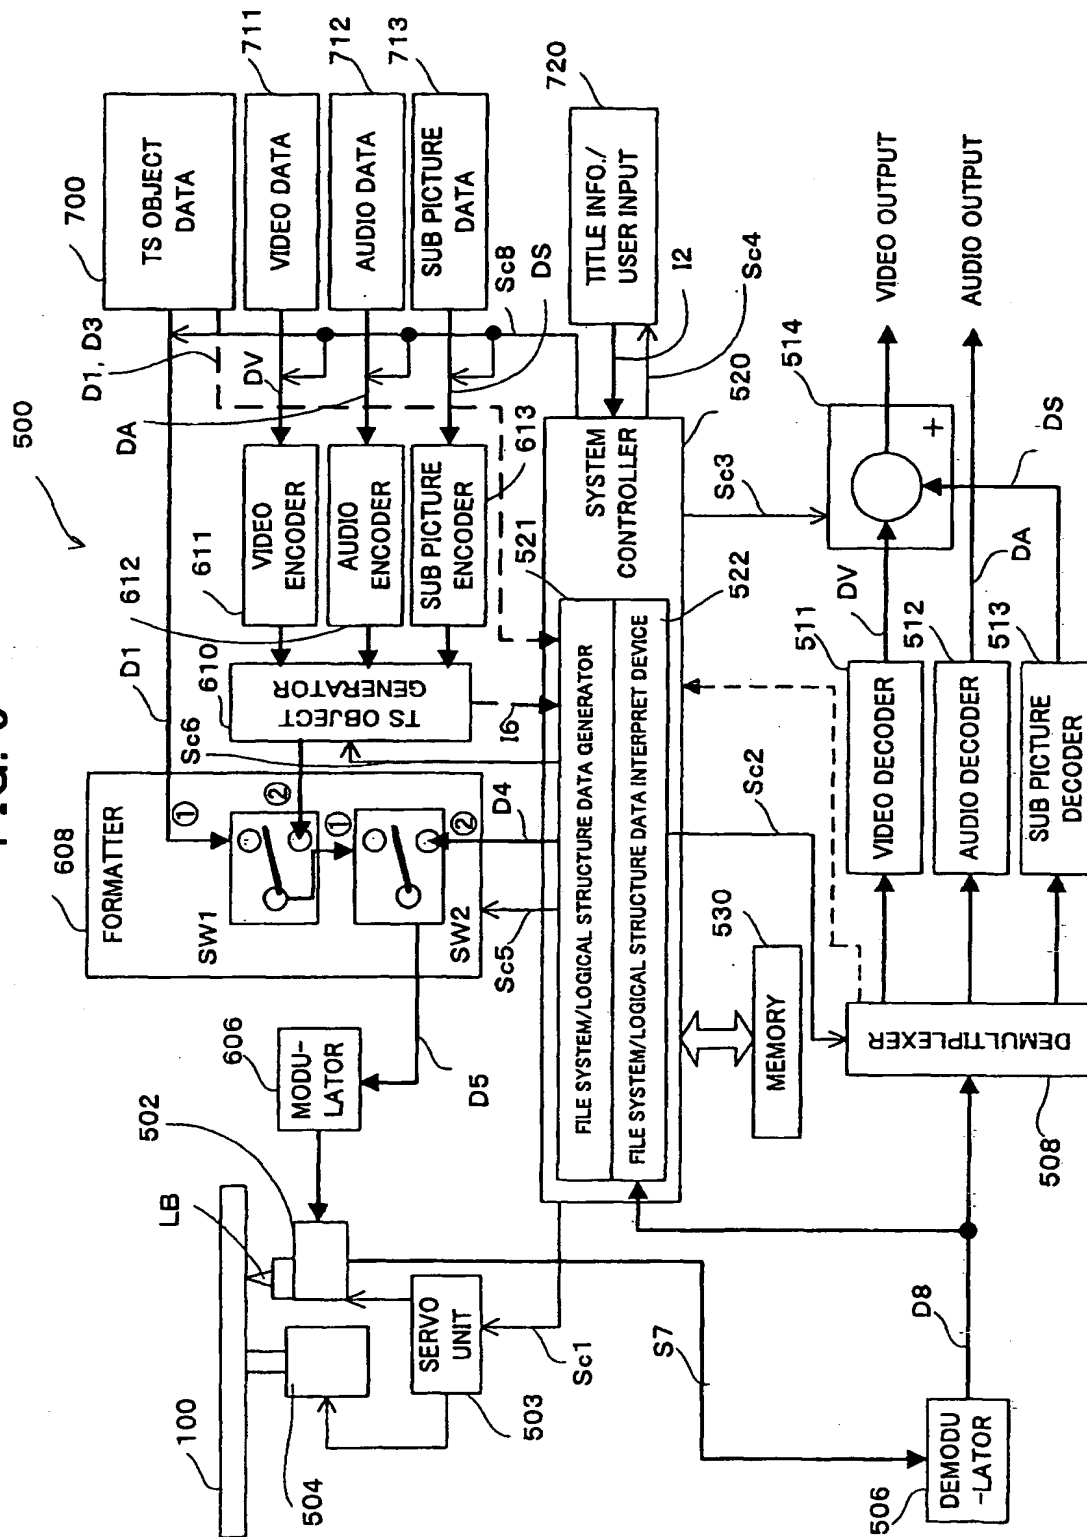 500
700
TS OBJECT
DATA
711
VIDEO DATA
712
AUDIO DATA
713
SUB PICTURE
DATA
D1, D3
DV
DA
DS
Sc8
720
TITLE INFO./
USER INPUT
I2
Sc4
D1
612
611
VIDEO
ENCODER
AUDIO
ENCODER
SUB PICTURE
ENCODER
613
610
TS OBJECT
GENERATOR
Sc6
I6
608
FORMATTER
①
②
SW1
①
②
SW2
D4
Sc5
606
MODU-
LATOR
D5
502
LB
100
504
SERVO
UNIT
503
Sc1
S7
520
SYSTEM
CONTROLLER
521
FILE SYSTEM/LOGICAL STRUCTURE DATA GENERATOR
522
FILE SYSTEM/LOGICAL STRUCTURE DATA INTERPRET DEVICE
530
MEMORY
Sc2
Sc3
514
+
VIDEO OUTPUT
AUDIO OUTPUT
DV
DA
DS
511
VIDEO DECODER
512
AUDIO DECODER
513
SUB PICTURE
DECODER
DEMULTIPLEXER
508
D8
506
DEMODU
-LATOR